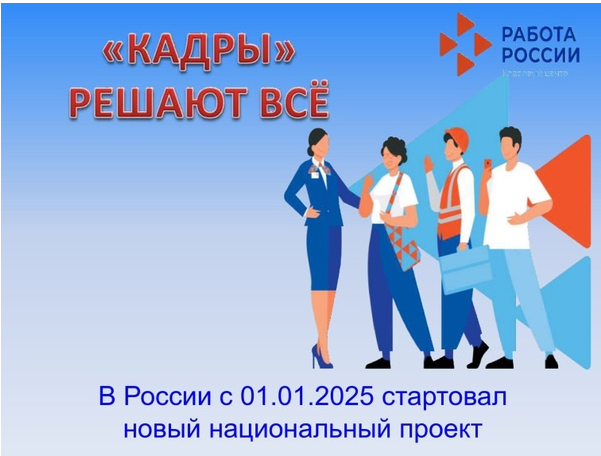 «КАДРЫ»
РЕШАЮТ ВСЁ
РАБОТА
РОССИИ
В России с 01.01.2025 стартовал
новый национальный проект